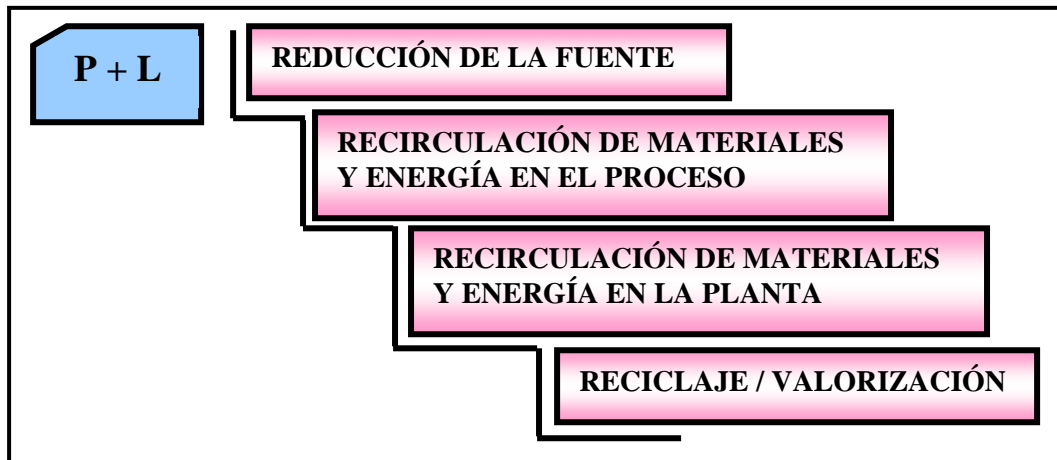 P + L
REDUCCIÓN DE LA FUENTE
RECIRCULACIÓN DE MATERIALES
Y ENERGÍA EN EL PROCESO
RECIRCULACIÓN DE MATERIALES
Y ENERGÍA EN LA PLANTA
RECICLAJE / VALORIZACIÓN